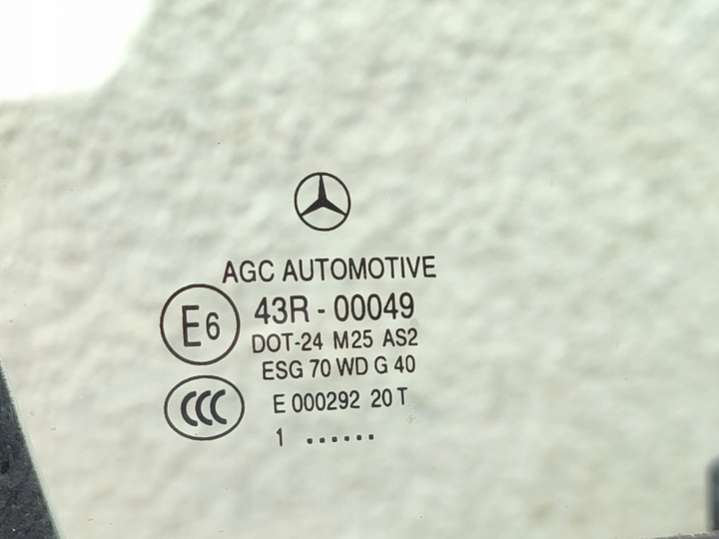 AGC AUTOMOTIVE
E6 43R - 00049
DOT-24 M25 AS2
ESG 70 WD G 40
CCC E 000292 20 T
1 ......